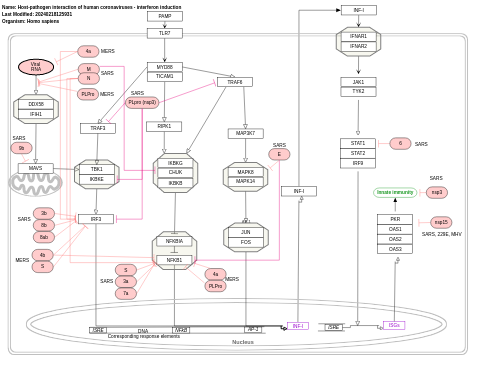 Name: Host-pathogen interaction of human coronaviruses - interferon induction
Last Modified: 20240218125931
Organism: Homo sapiens
PAMP
INF-I
TLR7
IFNAR1
IFNAR2
4a
MERS
Viral
RNA
M
SARS
N
MYD88
TICAM1
TRAF6
JAK1
TYK2
PLPro
MERS
PLpro (nsp3)
SARS
DDX58
IFIH1
TRAF3
RIPK1
MAP3K7
SARS
9b
SARS
E
STAT1
STAT2
IRF9
6
SARS
MAVS
TBK1
IKBKE
IKBKG
CHUK
IKBKB
MAPK8
MAPK14
INF-I
Innate immunity
SARS
nsp3
SARS
3b
8b
8ab
IRF3
PKR
OAS1
OAS2
OAS3
nsp15
SARS, 229E, MHV
JUN
FOS
NFKBIA
NFKB1
MERS
4b
S
SARS
S
3a
7a
4a
PLPro
MERS
ISRE
DNA
NFKB
AP-1
INF-I
ISRE
ISGs
Corresponding response elements
Nucleus